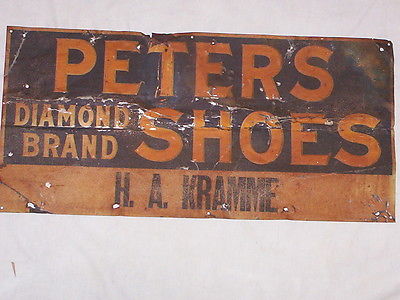 PETERS
DIAMOND BRAND SHOES
H. A. KRAMME